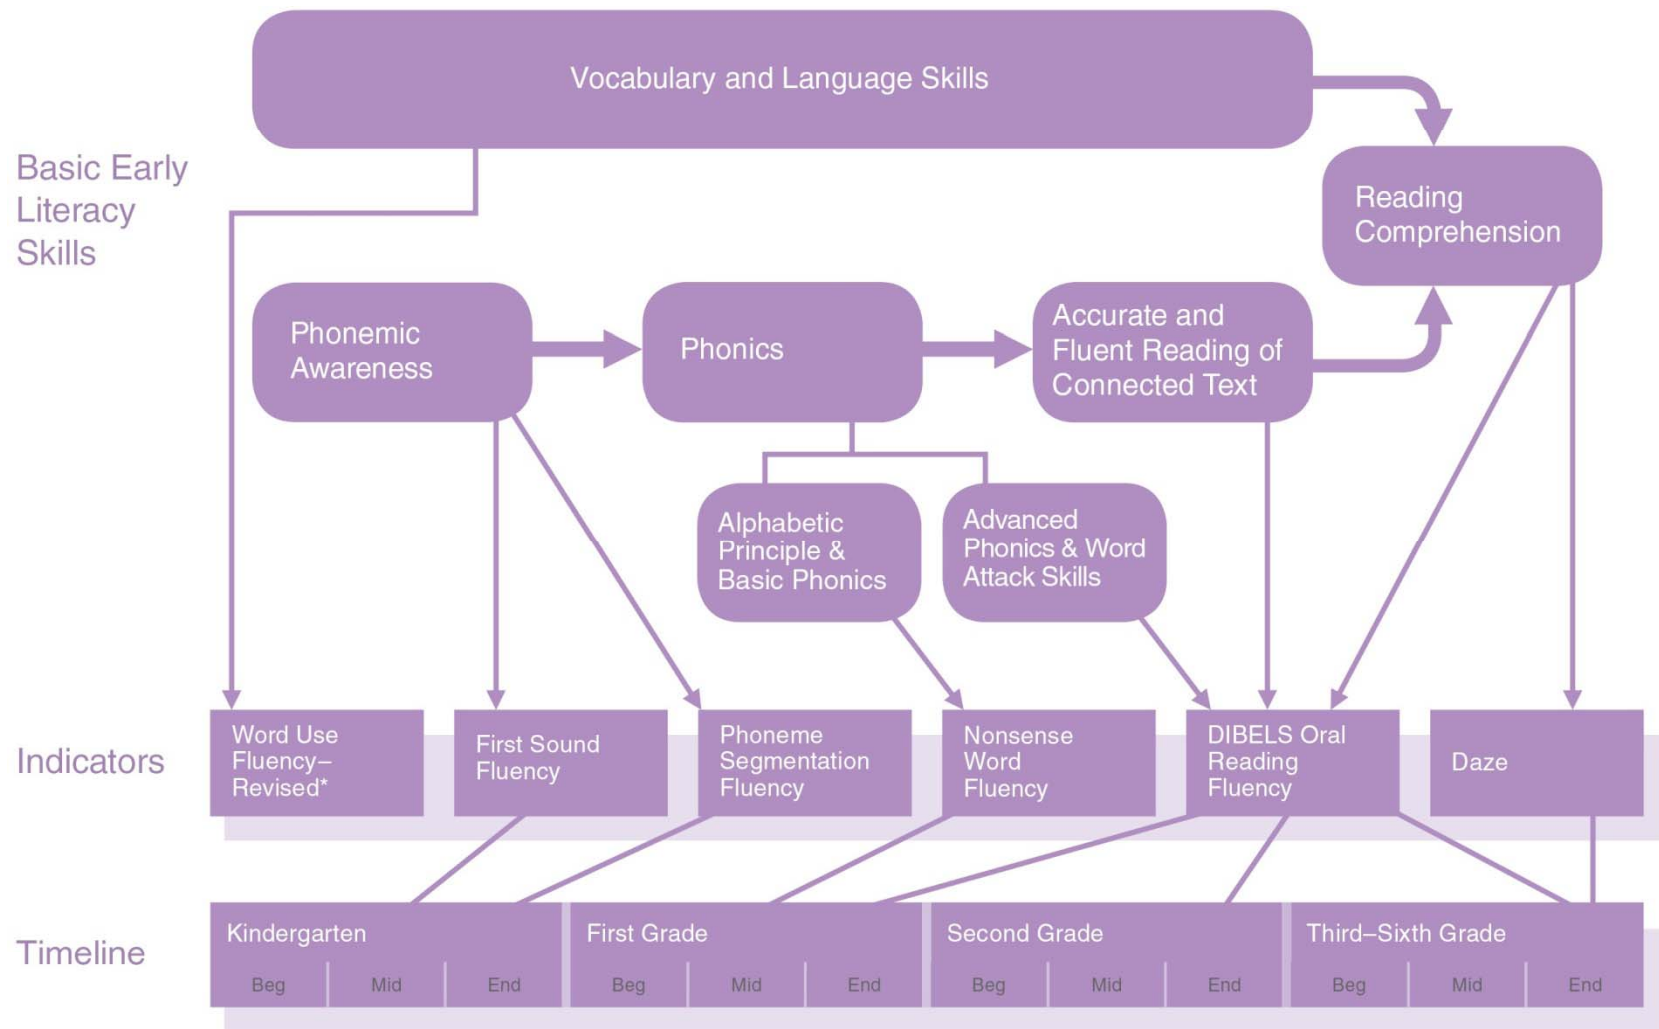 Vocabulary and Language Skills
Basic Early
Literacy
Skills
Reading
Comprehension
Phonemic
Awareness
Phonics
Accurate and
Fluent Reading of
Connected Text
Alphabetic
Principle &
Basic Phonics
Advanced
Phonics & Word
Attack Skills
Indicators
Word Use
Fluency–
Revised*
First Sound
Fluency
Phoneme
Segmentation
Fluency
Nonsense
Word
Fluency
DIBELS Oral
Reading
Fluency
Daze
Timeline
Kindergarten
Beg Mid End
First Grade
Beg Mid End
Second Grade
Beg Mid End
Third–Sixth Grade
Beg Mid End